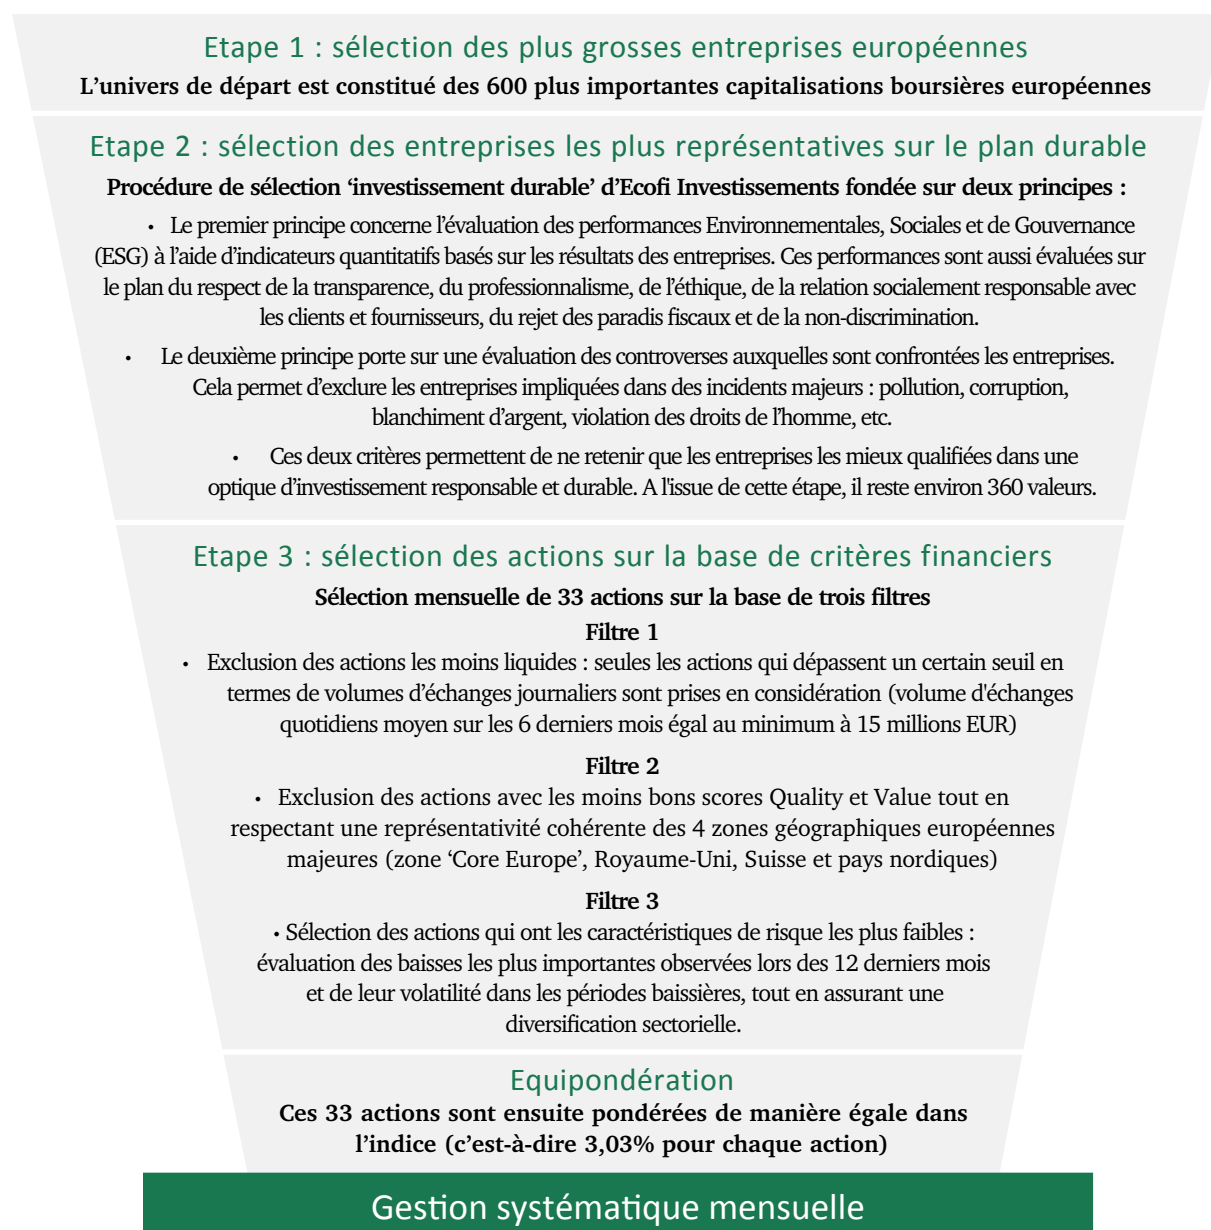 Etape 1 : sélection des plus grosses entreprises européennes
L’univers de départ est constitué des 600 plus importantes capitalisations boursières européennes
Etape 2 : sélection des entreprises les plus représentatives sur le plan durable
Procédure de sélection ‘investissement durable’ d’Ecofi Investissements fondée sur deux principes :
• Le premier principe concerne l’évaluation des performances Environnementales, Sociales et de Gouvernance
(ESG) à l’aide d’indicateurs quantitatifs basés sur les résultats des entreprises. Ces performances sont aussi évaluées sur
le plan du respect de la transparence, du professionnalisme, de l’éthique, de la relation socialement responsable avec
les clients et fournisseurs, du rejet des paradis fiscaux et de la non-discrimination.
• Le deuxième principe porte sur une évaluation des controverses auxquelles sont confrontées les entreprises.
Cela permet d’exclure les entreprises impliquées dans des incidents majeurs : pollution, corruption,
blanchiment d’argent, violation des droits de l’homme, etc.
• Ces deux critères permettent de ne retenir que les entreprises les mieux qualifiées dans une
optique d’investissement responsable et durable. A l'issue de cette étape, il reste environ 360 valeurs.
Etape 3 : sélection des actions sur la base de critères financiers
Sélection mensuelle de 33 actions sur la base de trois filtres
Filtre 1
• Exclusion des actions les moins liquides : seules les actions qui dépassent un certain seuil en
termes de volumes d’échanges journaliers sont prises en considération (volume d'échanges
quotidiens moyen sur les 6 derniers mois égal au minimum à 15 millions EUR)
Filtre 2
• Exclusion des actions avec les moins bons scores Quality et Value tout en
respectant une représentativité cohérente des 4 zones géographiques européennes
majeures (zone ‘Core Europe’, Royaume-Uni, Suisse et pays nordiques)
Filtre 3
• Sélection des actions qui ont les caractéristiques de risque les plus faibles :
évaluation des baisses les plus importantes observées lors des 12 derniers mois
et de leur volatilité dans les périodes baissières, tout en assurant une
diversification sectorielle.
Equipondération
Ces 33 actions sont ensuite pondérées de manière égale dans
l’indice (c’est-à-dire 3,03% pour chaque action)
Gestion systématique mensuelle